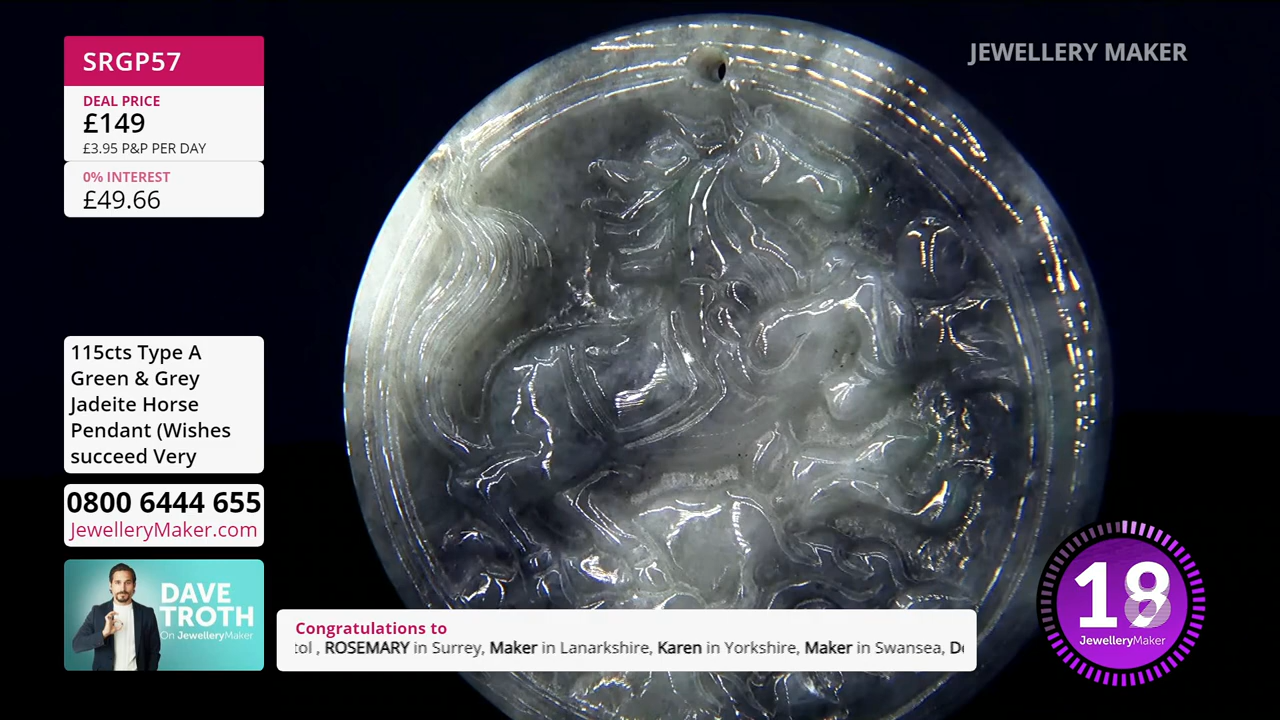 SRGP57
DEAL PRICE
£149
£3.95 P&P PER DAY
0% INTEREST
£49.66
115cts Type A
Green & Grey
Jadeite Horse
Pendant (Wishes
succeed Very
0800 6444 655
JewelleryMaker.com
DAVE
TROTH
On JewelleryMaker
JEWELLERY MAKER
Congratulations to
tol , ROSEMARY in Surrey, Maker in Lanarkshire, Karen in Yorkshire, Maker in Swansea,
JewelleryMaker